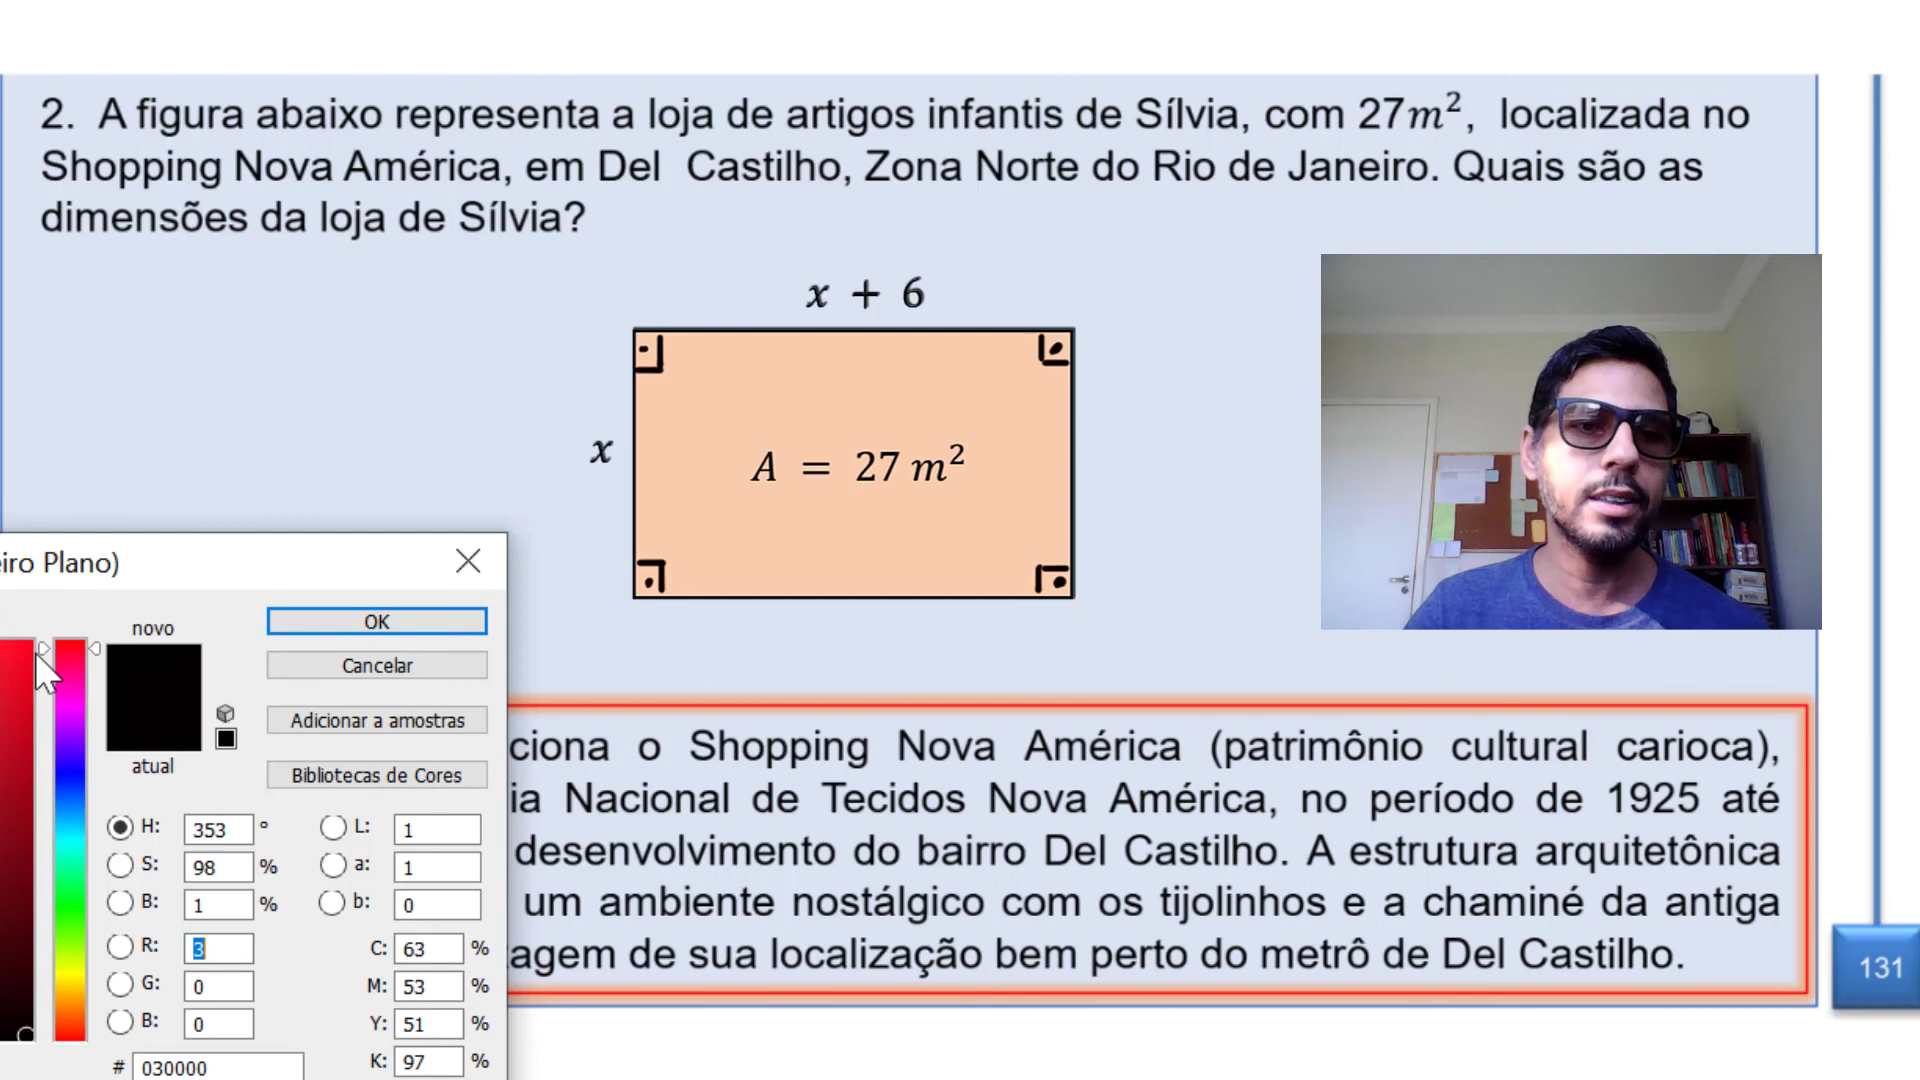 2. A figura abaixo representa a loja de artigos infantis de Sílvia, com 27m², localizada no
Shopping Nova América, em Del Castilho, Zona Norte do Rio de Janeiro. Quais são as
dimensões da loja de Sílvia?
x + 6
x
A = 27 m²
iro Plano)
novo
atual
OK
Cancelar
Adicionar a amostras
Bibliotecas de Cores
H: 353 °
S: 98 %
B: 1 %
R: 3
G: 0
B: 0
# 030000
L: 1
a: 1
b: 0
C: 63 %
M: 53 %
Y: 51 %
K: 97 %
ciona o Shopping Nova América (patrimônio cultural carioca),
ia Nacional de Tecidos Nova América, no período de 1925 até
desenvolvimento do bairro Del Castilho. A estrutura arquitetônica
um ambiente nostálgico com os tijolinhos e a chaminé da antiga
agem de sua localização bem perto do metrô de Del Castilho.
131